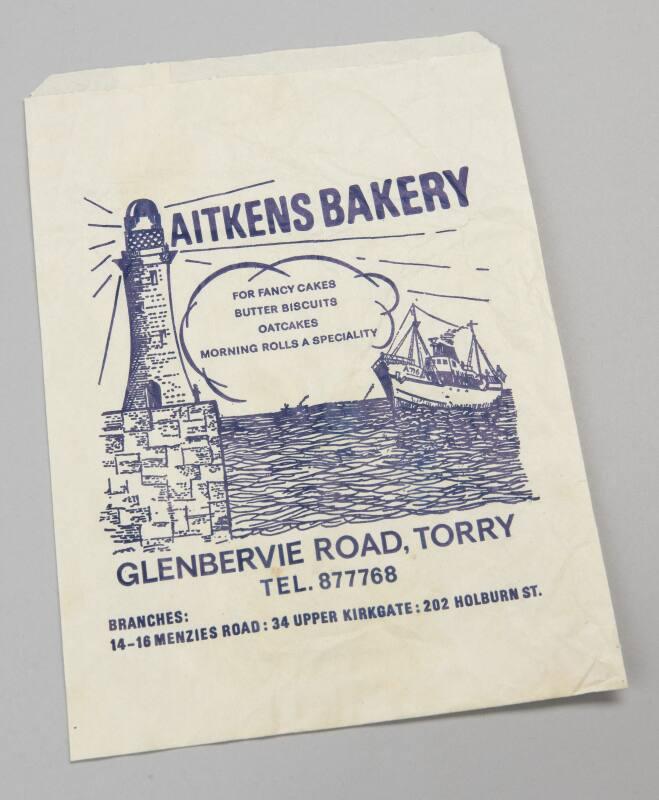 AITKENS BAKERY
FOR FANCY CAKES
BUTTER BISCUITS
OATCAKES
MORNING ROLLS A SPECIALITY
GLENBERVIE ROAD, TORRY
TEL. 877768
BRANCHES:
14-16 MENZIES ROAD: 34 UPPER KIRKGATE: 202 HOLBURN ST.